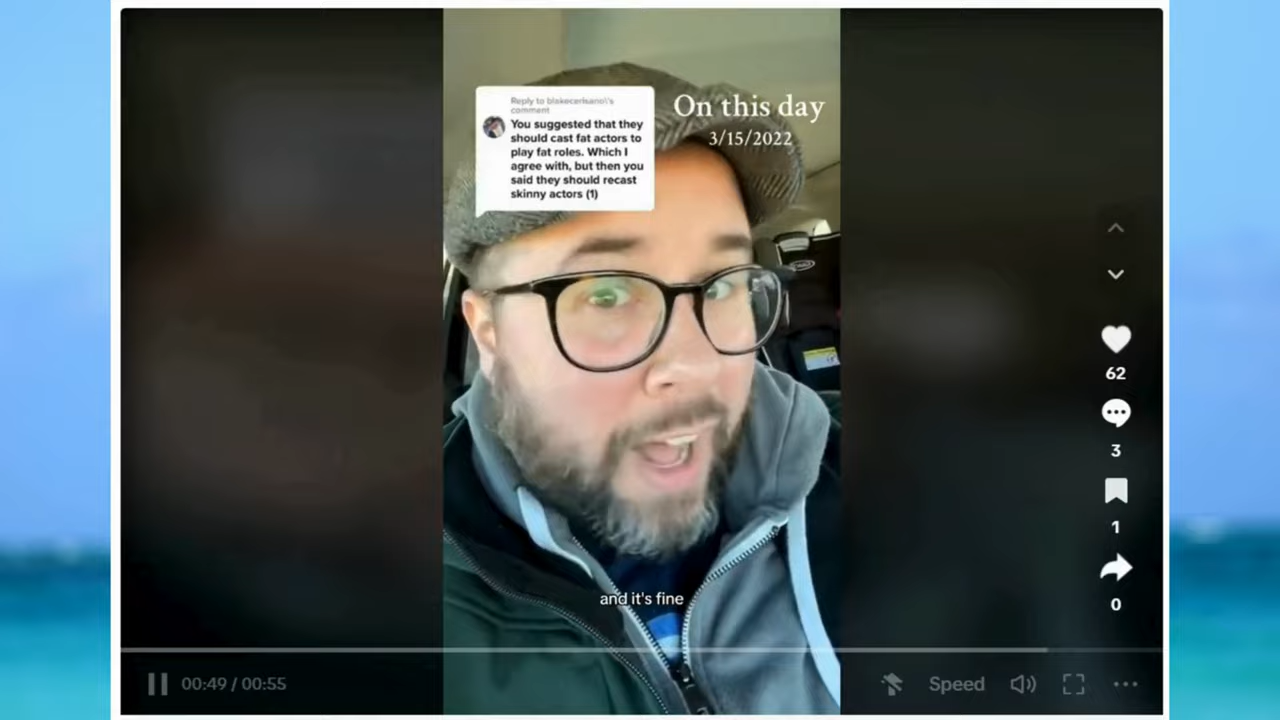 Reply to blakecerisano\'s
comment
You suggested that they
should cast fat actors to
play fat roles. Which I
agree with, but then you
said they should recast
skinny actors (1)
On this day
3/15/2022
62
3
1
0
and it's fine
00:49 / 00:55
Speed